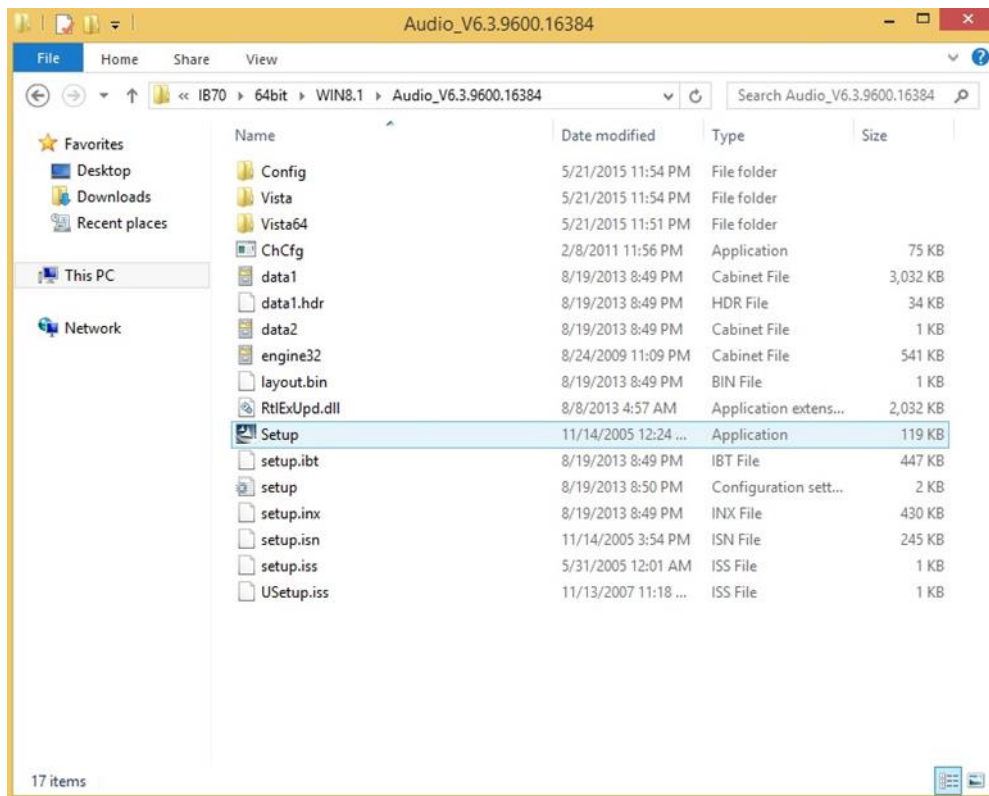 Audio_V6.3.9600.16384
File Home Share View
« IB70 ▸ 64bit ▸ WIN8.1 ▸ Audio_V6.3.9600.16384 Search Audio_V6.3.9600.16384
Favorites
Desktop
Downloads
Recent places
This PC
Network
Name Date modified Type Size
Config 5/21/2015 11:54 PM File folder
Vista 5/21/2015 11:54 PM File folder
Vista64 5/21/2015 11:51 PM File folder
ChCfg 2/8/2011 11:56 PM Application 75 KB
data1 8/19/2013 8:49 PM Cabinet File 3,032 KB
data1.hdr 8/19/2013 8:49 PM HDR File 34 KB
data2 8/19/2013 8:49 PM Cabinet File 1 KB
engine32 8/24/2009 11:09 PM Cabinet File 541 KB
layout.bin 8/19/2013 8:49 PM BIN File 1 KB
RtlExUpd.dll 8/8/2013 4:57 AM Application extens... 2,032 KB
Setup 11/14/2005 12:24 ... Application 119 KB
setup.ibt 8/19/2013 8:49 PM IBT File 447 KB
setup 8/19/2013 8:50 PM Configuration sett... 2 KB
setup.inx 8/19/2013 8:49 PM INX File 430 KB
setup.isn 11/14/2005 3:54 PM ISN File 245 KB
setup.iss 5/31/2005 12:01 AM ISS File 1 KB
USetup.iss 11/13/2007 11:18 ... ISS File 1 KB
17 items